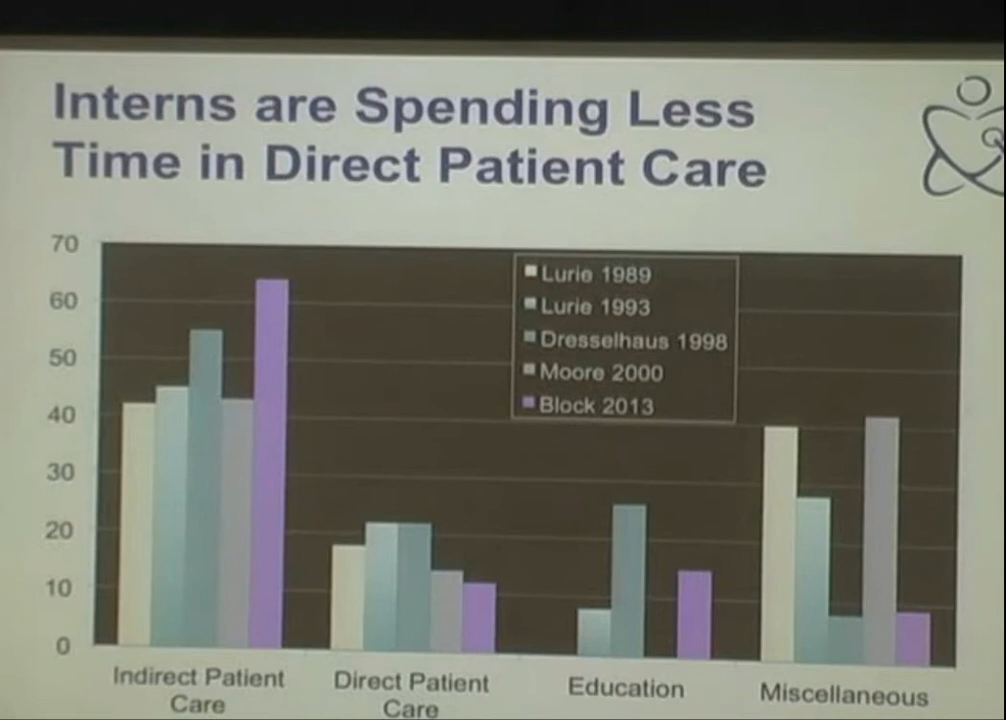 Interns are Spending Less
Time in Direct Patient Care
70
60
50
40
30
20
10
0
Lurie 1989
Lurie 1993
Dresselhaus 1998
Moore 2000
Block 2013
Indirect Patient
Care
Direct Patient
Care
Education
Miscellaneous